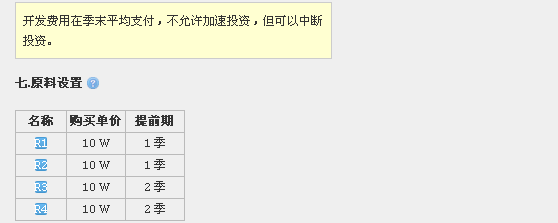 开发费用在季末平均支付，不允许加速投资，但可以中断
投资。
七.原料设置 ?
名称 购买单价 提前期
R1 10 W 1 季
R2 10 W 1 季
R3 10 W 2 季
R4 10 W 2 季